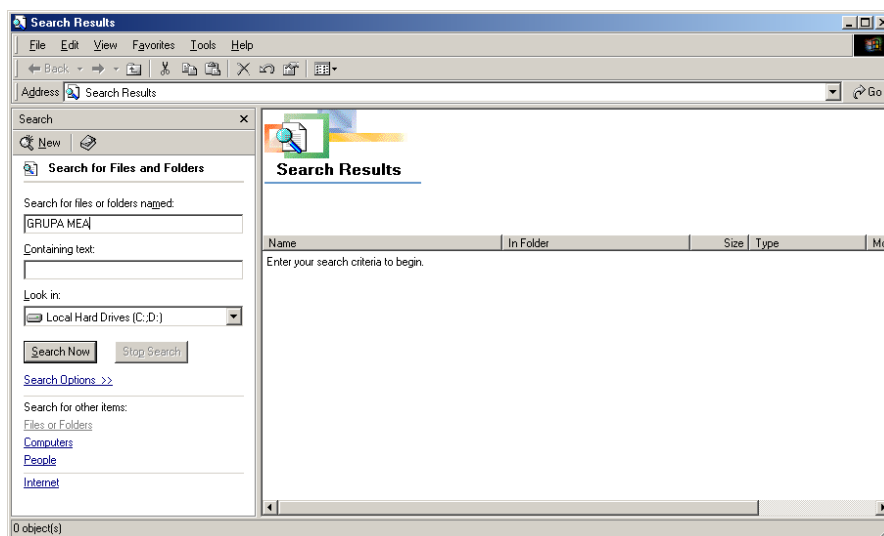 Search Results
File Edit View Favorites Tools Help
Back
Address Search Results Go
Search
New
Search for Files and Folders
Search for files or folders named:
GRUPA MEA
Containing text:
Look in:
Local Hard Drives (C:;D:)
Search Now Stop Search
Search Options >>
Search for other items:
Files or Folders
Computers
People
Internet
Search Results
Name In Folder Size Type Mo
Enter your search criteria to begin.
0 object(s)